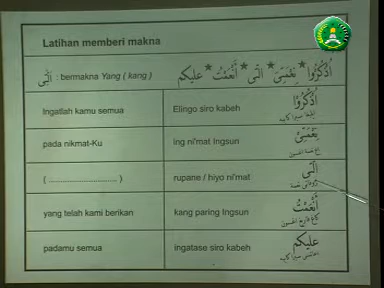 Latihan memberi makna
اُذْكُرُوْا * نِعْمَتِيَ * الَّتِى * أَنْعَمْتُ * عليكم
الَّتِى : bermakna Yang ( kang )
Ingatlah kamu semua Elingo siro kabeh اُذْكُرُوْا
pada nikmat-Ku ing ni'mat Ingsun نِعْمَتِيَ
( .......................... ) rupane / hiyo ni'mat الَّتِى
yang telah kami berikan kang paring Ingsun أَنْعَمْتُ
padamu semua ingatase siro kabeh عَلَيْكُمْ